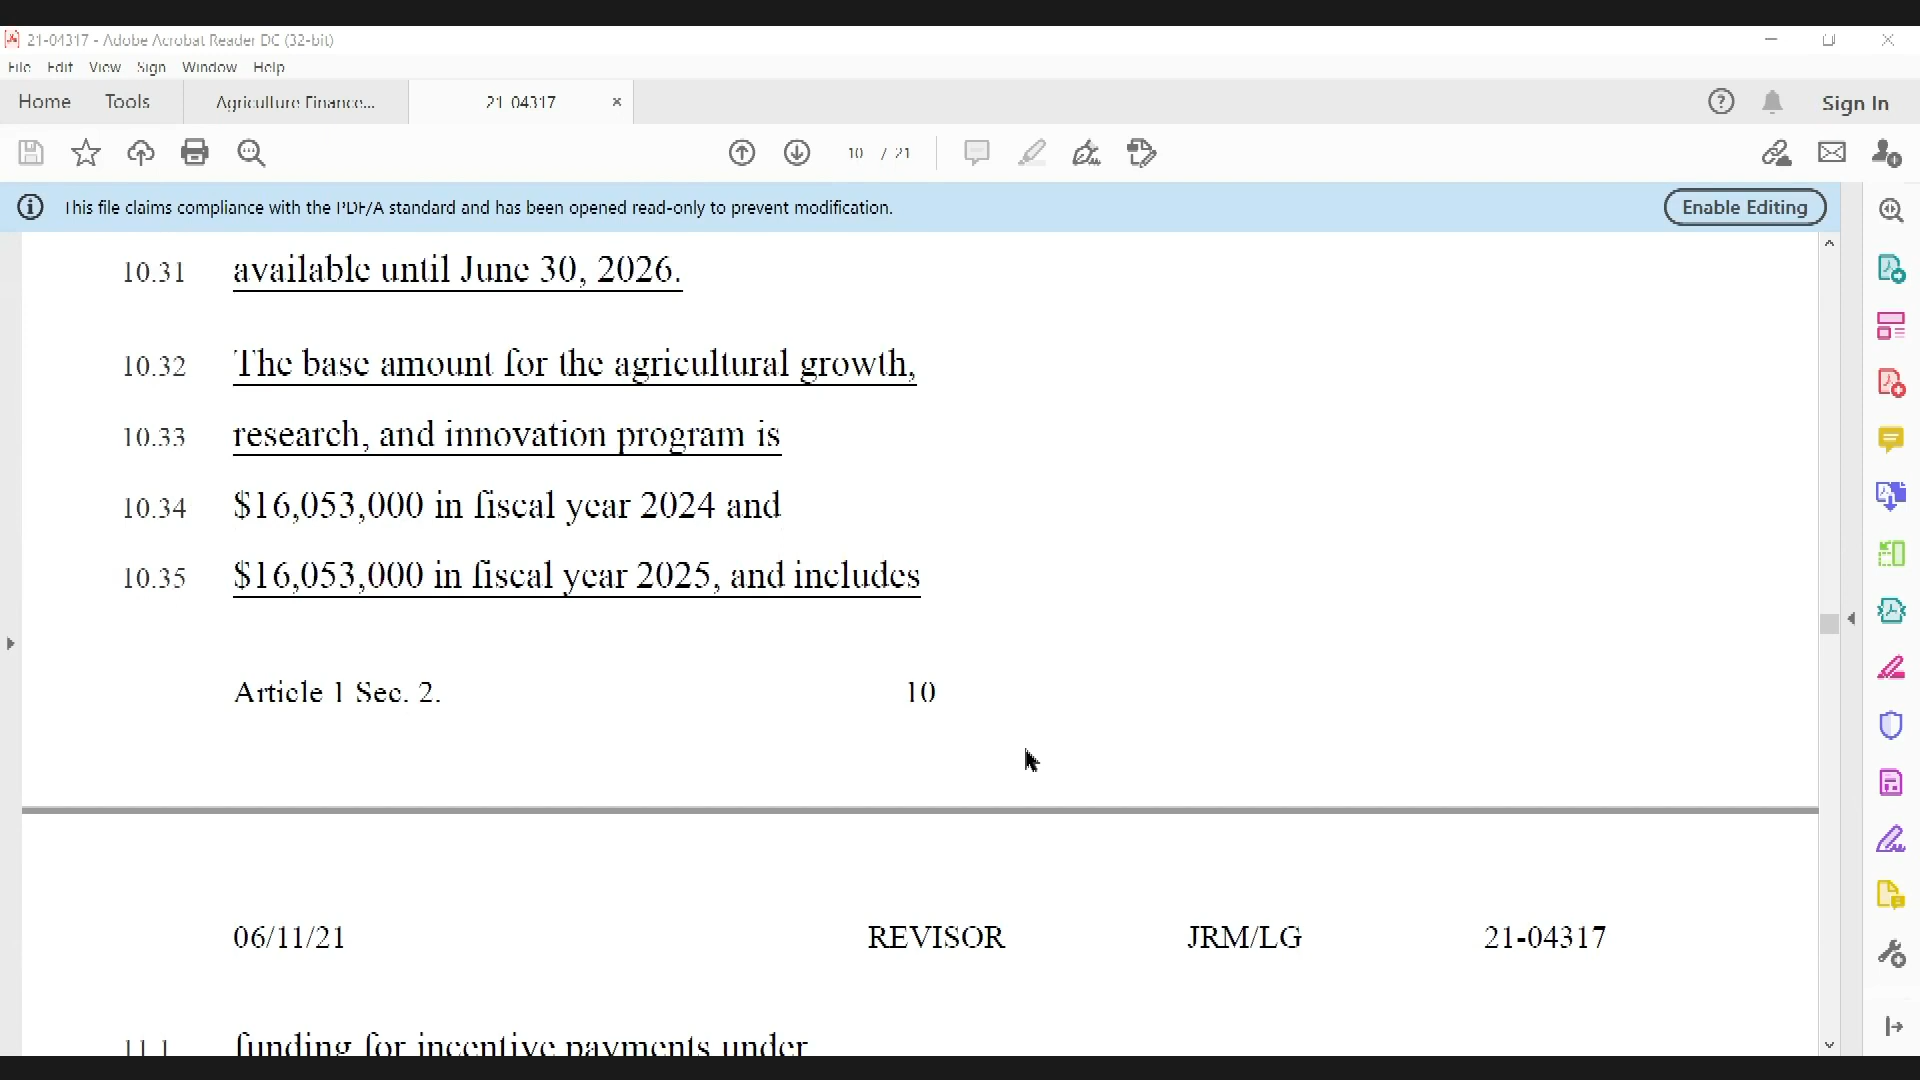 21-04317 - Adobe Acrobat Reader DC (32-bit)
File Edit View Sign Window Help
Home Tools Agriculture Finance... 21-04317 × Sign In
10 / 21
This file claims compliance with the PDF/A standard and has been opened read-only to prevent modification. Enable Editing
10.31 available until June 30, 2026.
10.32 The base amount for the agricultural growth,
10.33 research, and innovation program is
10.34 $16,053,000 in fiscal year 2024 and
10.35 $16,053,000 in fiscal year 2025, and includes
Article 1 Sec. 2. 10
06/11/21 REVISOR JRM/LG 21-04317
11.1 funding for incentive payments under